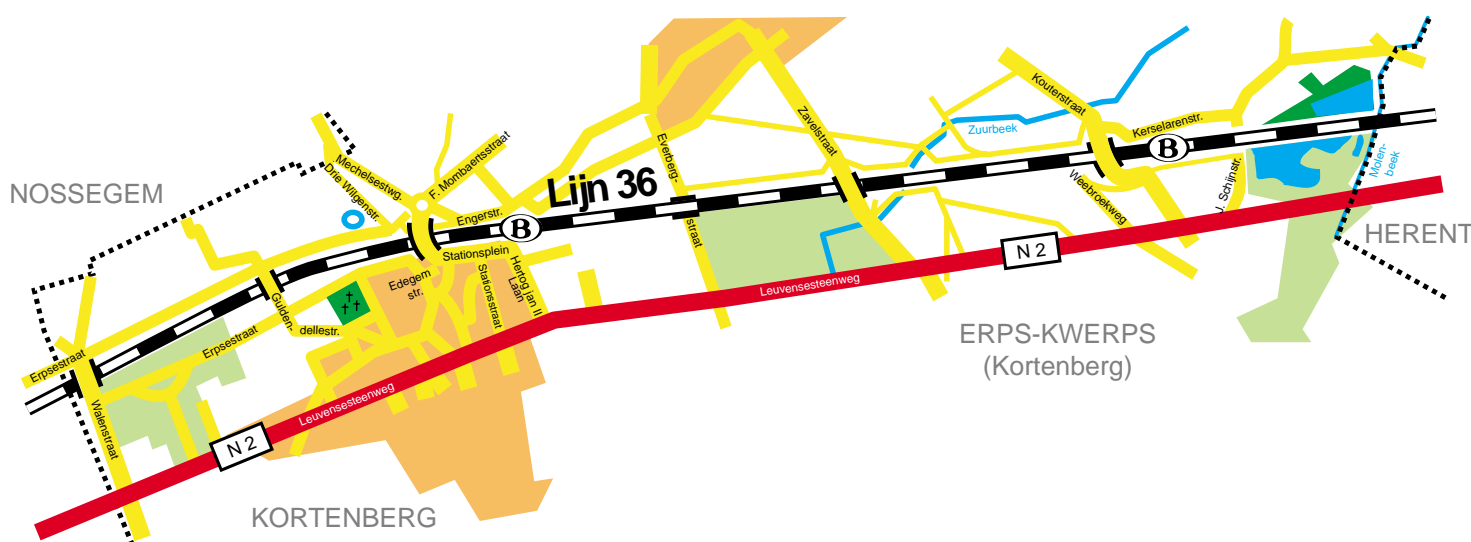 NOSSEGEM
Mechelsestwg.
Drie Wilgenstr.
F. Mombaertsstraat
Engerstr.
B
Lijn 36
Everberg-
straat
Zavelstraat
Zuurbeek
Kouterstraat
Kerselarenstr.
B
Molen-
beek
Weebroekweg
J. Schijnstr.
HERENT
N 2
Leuvensesteenweg
Stationsplein
Edegem
str.
Stationsstraat
Hertog jan II
Laan
Gulden-
dellestr.
Erpsestraat
Erpsestraat
Walenstraat
Leuvensesteenweg
N 2
KORTENBERG
ERPS-KWERPS
(Kortenberg)